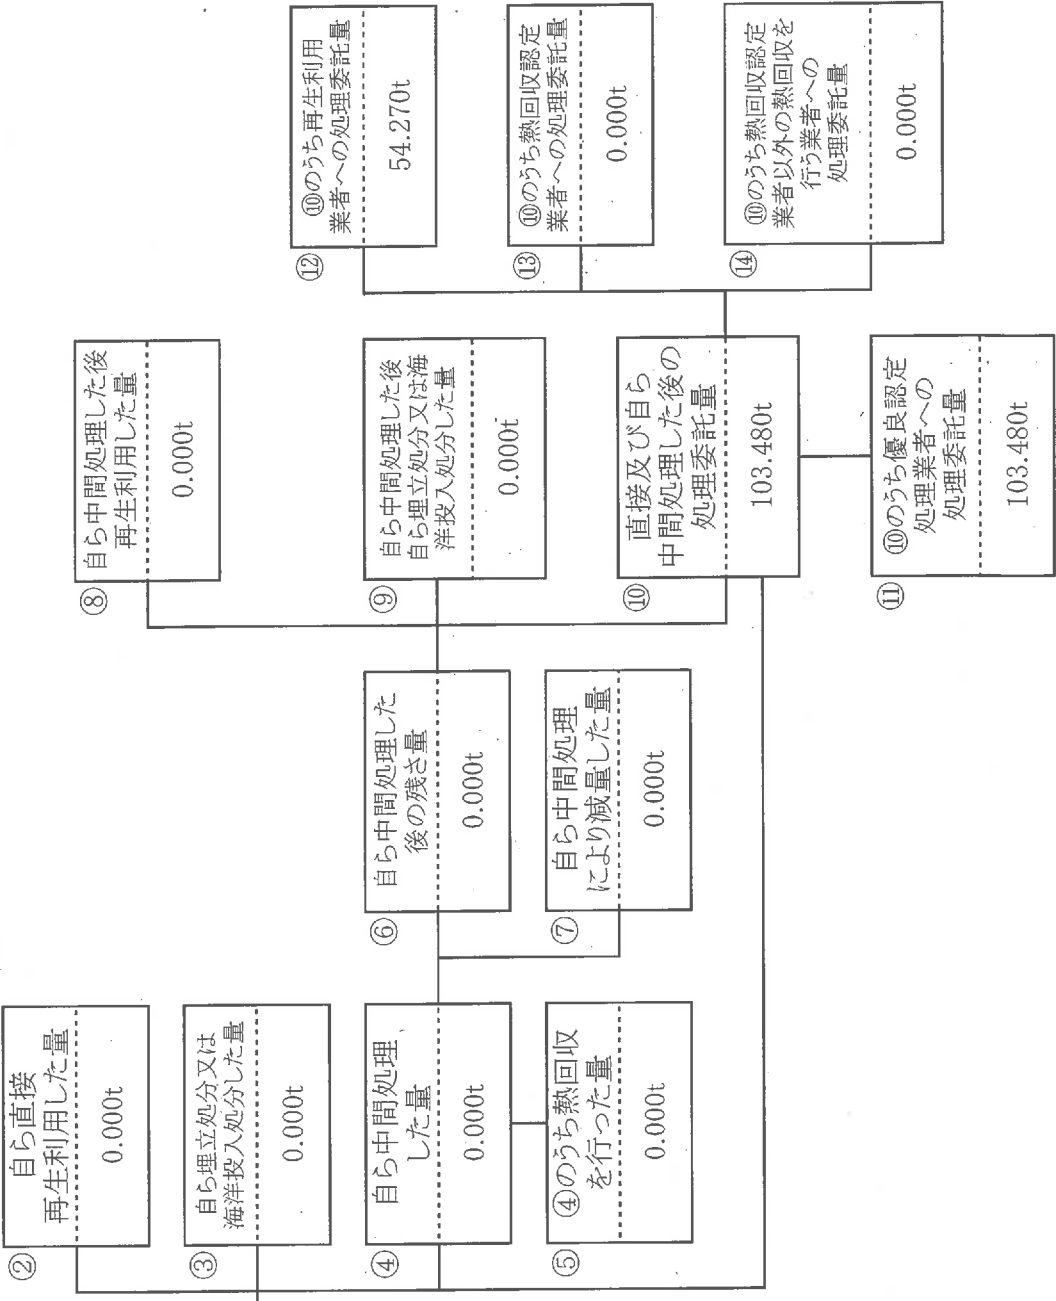 ②
自ら直接
再生利用した量
0.000t
③
自ら埋立処分又は
海洋投入処分した量
0.000t
④
自ら中間処理
した量
0.000t
⑤
④のうち熱回収
を行った量
0.000t
⑥
自ら中間処理した
後の残さ量
0.000t
⑦
自ら中間処理
により減量した量
0.000t
⑧
自ら中間処理した後
再生利用した量
0.000t
⑨
自ら中間処理した後
自ら埋立処分又は海
洋投入処分した量
0.000t
⑩
直接及び自ら
中間処理した後の
処理委託量
103.480t
⑪
⑩のうち優良認定
処理業者への
処理委託量
103.480t
⑫
⑩のうち再生利用
業者への処理委託量
54.270t
⑬
⑩のうち熱回収認定
業者への処理委託量
0.000t
⑭
⑩のうち熱回収認定
業者以外の熱回収を
行う業者への
処理委託量
0.000t